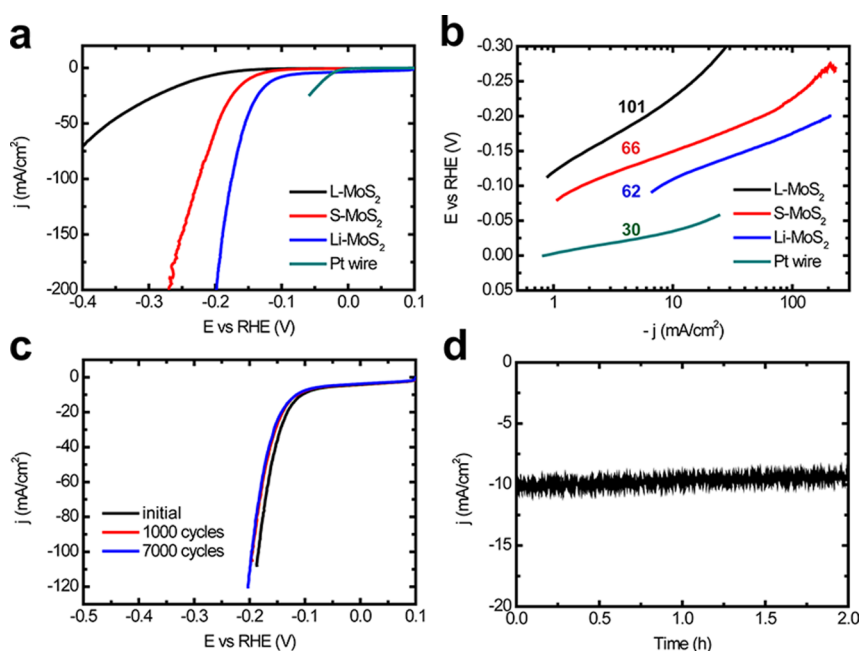 a
0
-50
-100
-150
-200
j (mA/cm²)
-0.4 -0.3 -0.2 -0.1 0.0 0.1
E vs RHE (V)
L-MoS₂
S-MoS₂
Li-MoS₂
Pt wire
b
-0.30
-0.25
-0.20
-0.15
-0.10
-0.05
0.00
0.05
E vs RHE (V)
101
66
62
30
L-MoS₂
S-MoS₂
Li-MoS₂
Pt wire
1 10 100
- j (mA/cm²)
c
0
-20
-40
-60
-80
-100
-120
j (mA/cm²)
initial
1000 cycles
7000 cycles
-0.5 -0.4 -0.3 -0.2 -0.1 0.0 0.1
E vs RHE (V)
d
0
-5
-10
-15
-20
j (mA/cm²)
0.0 0.5 1.0 1.5 2.0
Time (h)